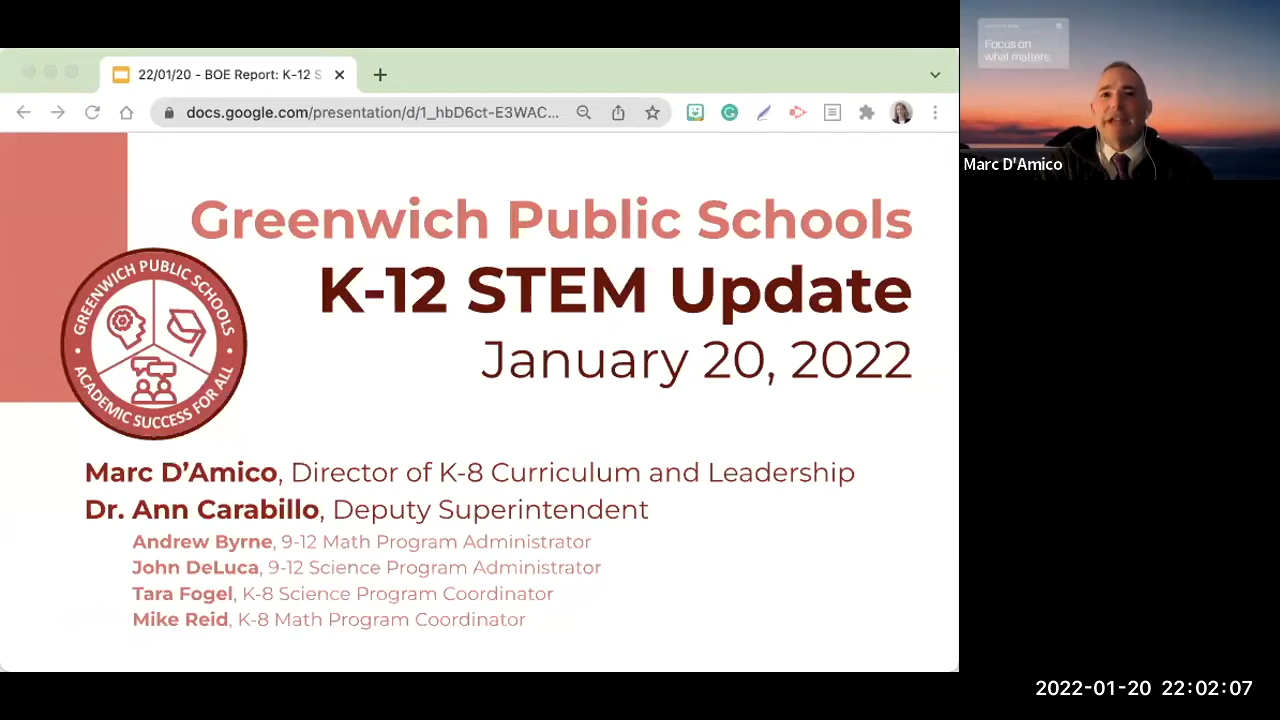 22/01/20 - BOE Report: K-12 S
docs.google.com/presentation/d/1_hbD6ct-E3WAC...
Greenwich Public Schools
K-12 STEM Update
January 20, 2022
GREENWICH PUBLIC SCHOOLS
• ACADEMIC SUCCESS FOR ALL •
Marc D’Amico, Director of K-8 Curriculum and Leadership
Dr. Ann Carabillo, Deputy Superintendent
Andrew Byrne, 9-12 Math Program Administrator
John DeLuca, 9-12 Science Program Administrator
Tara Fogel, K-8 Science Program Coordinator
Mike Reid, K-8 Math Program Coordinator
Focus on
what matters.
Marc D'Amico
2022-01-20 22:02:07